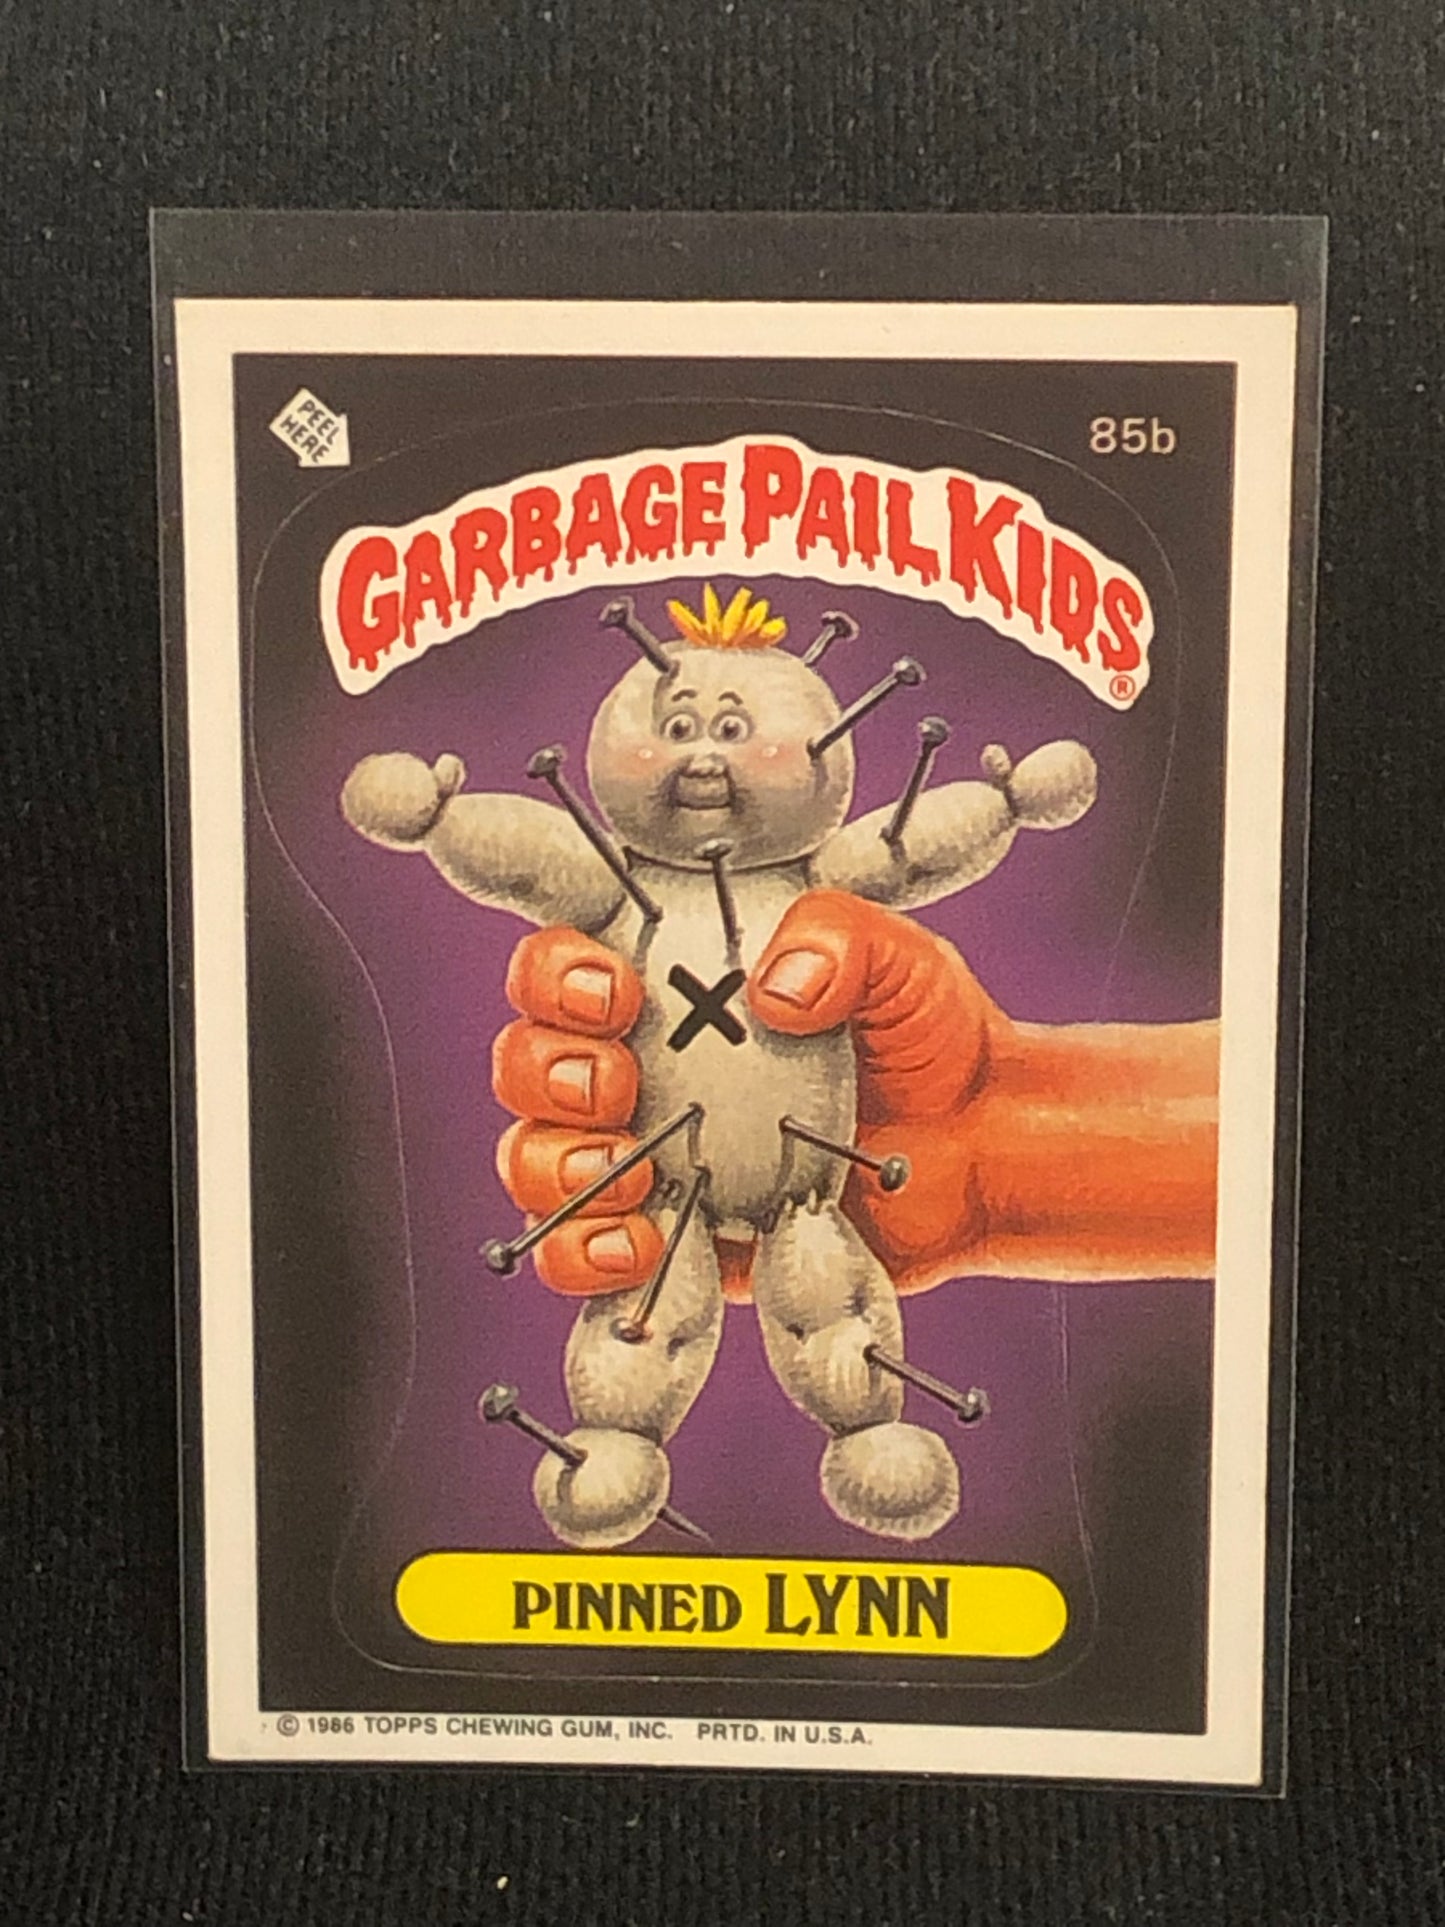 PEEL
HERE
85b
GARBAGE PAIL KIDS
®
PINNED LYNN
© 1986 TOPPS CHEWING GUM, INC. PRTD. IN U.S.A.